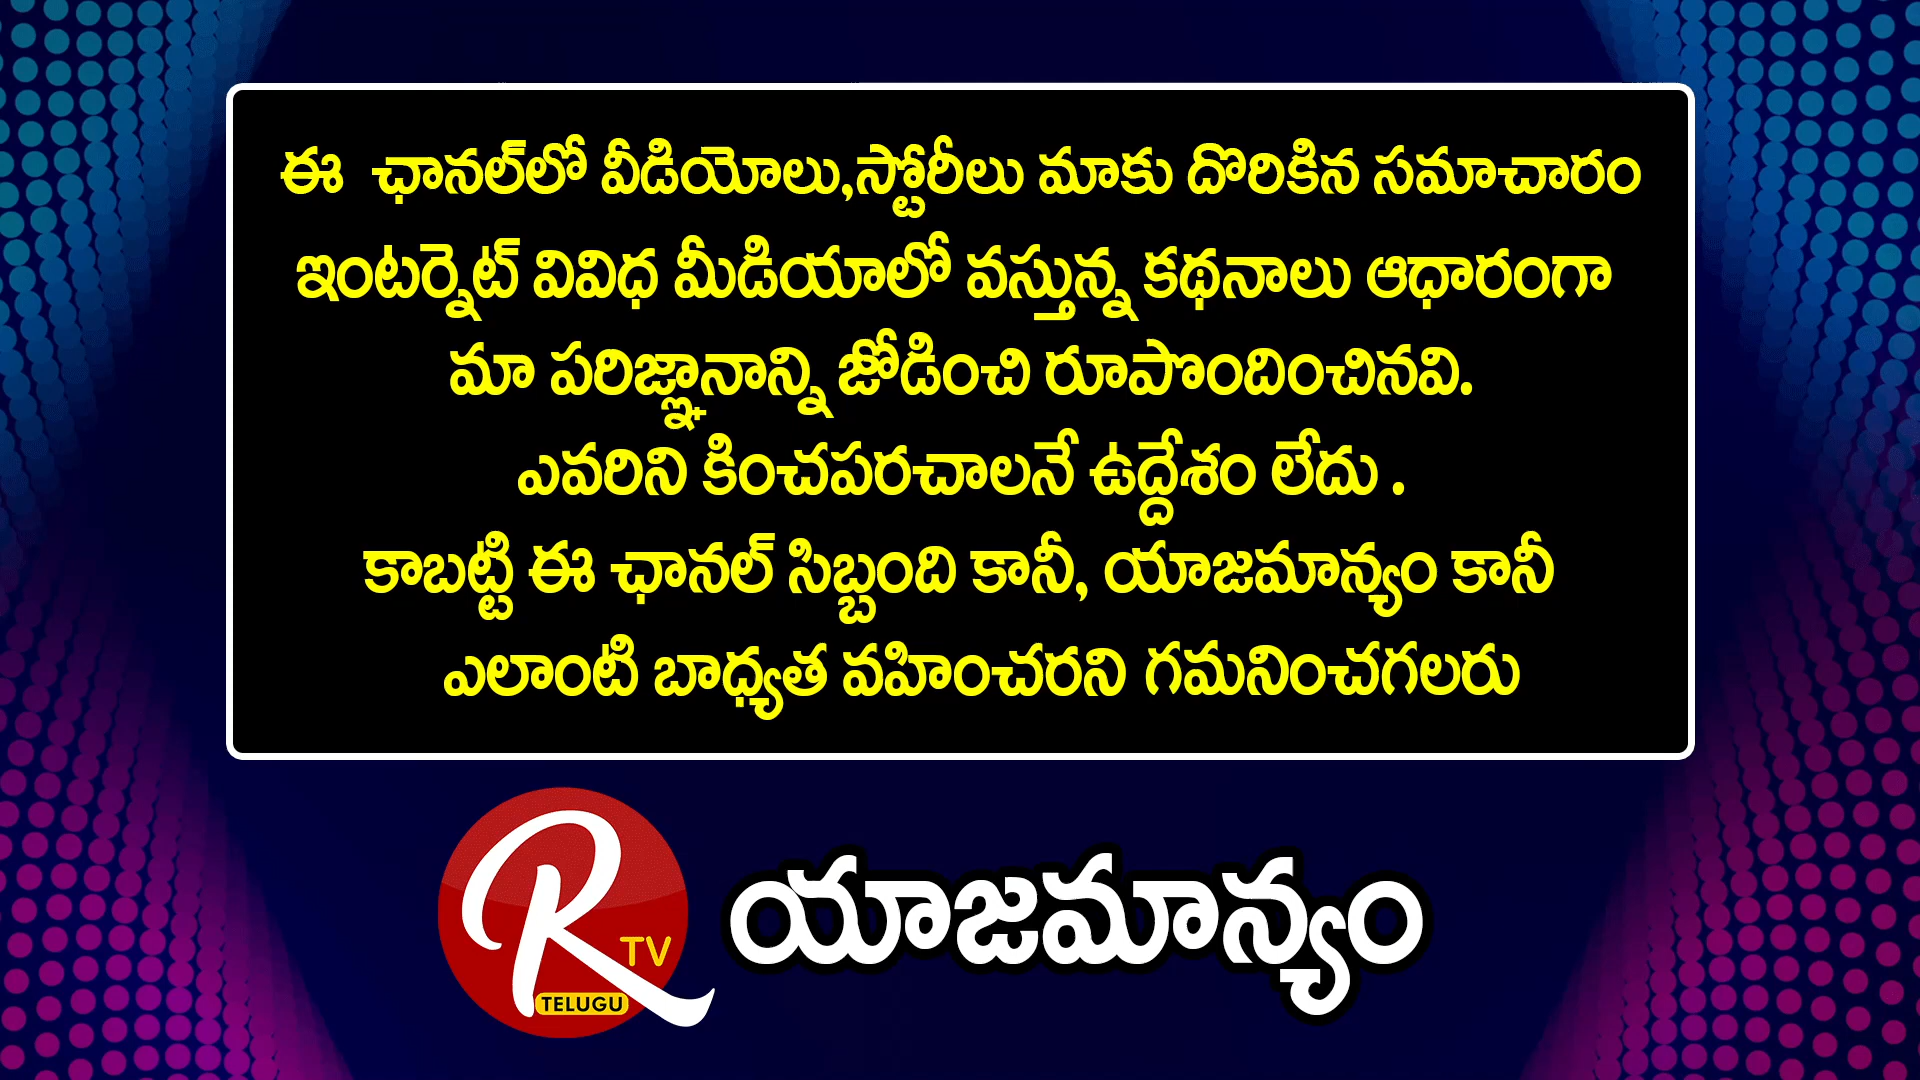 ఈ ఛానల్‌లో వీడియోలు,స్టోరీలు మాకు దొరికిన సమాచారం
ఇంటర్నెట్ వివిధ మీడియాలో వస్తున్న కథనాలు ఆధారంగా
మా పరిజ్ఞానాన్ని జోడించి రూపొందించినవి.
ఎవరిని కించపరచాలనే ఉద్దేశం లేదు .
కాబట్టి ఈ ఛానల్ సిబ్బంది కానీ, యాజమాన్యం కానీ
ఎలాంటి బాధ్యత వహించరని గమనించగలరు
R TV
TELUGU
యాజమాన్యం